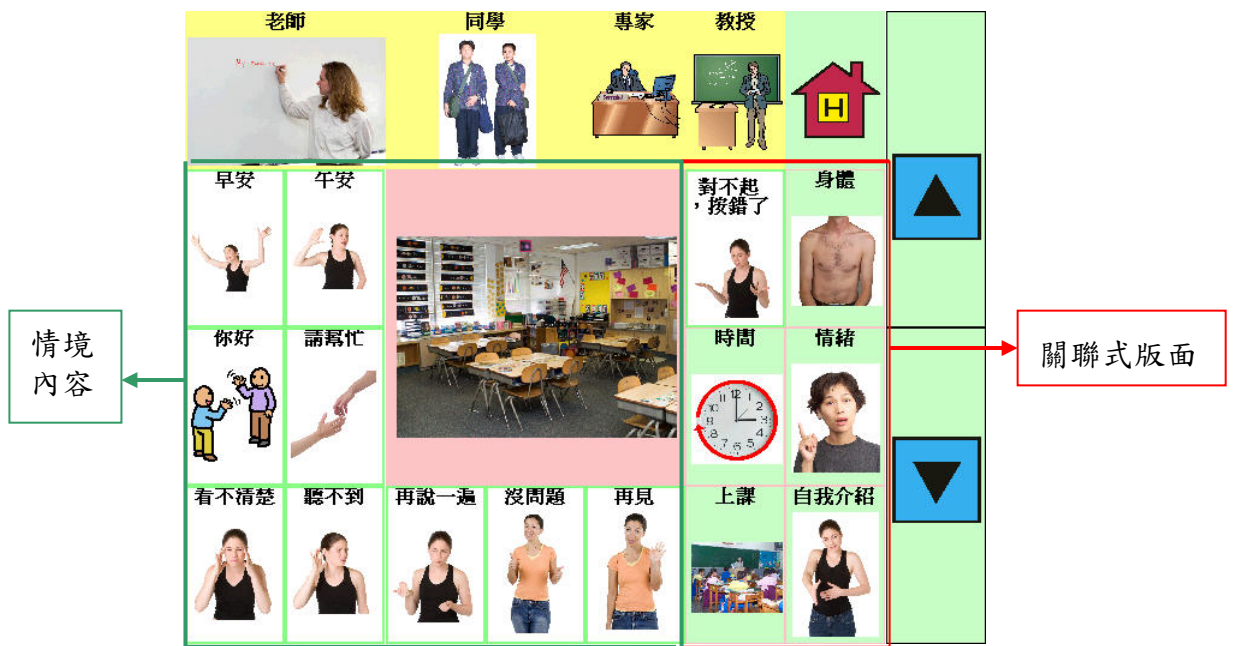 老師
同學
專家
教授
H
早安
午安
對不起
，按錯了
身體
情境
內容
你好
請幫忙
時間
情緒
關聯式版面
看不清楚
聽不到
再說一遍
沒問題
再見
上課
自我介紹